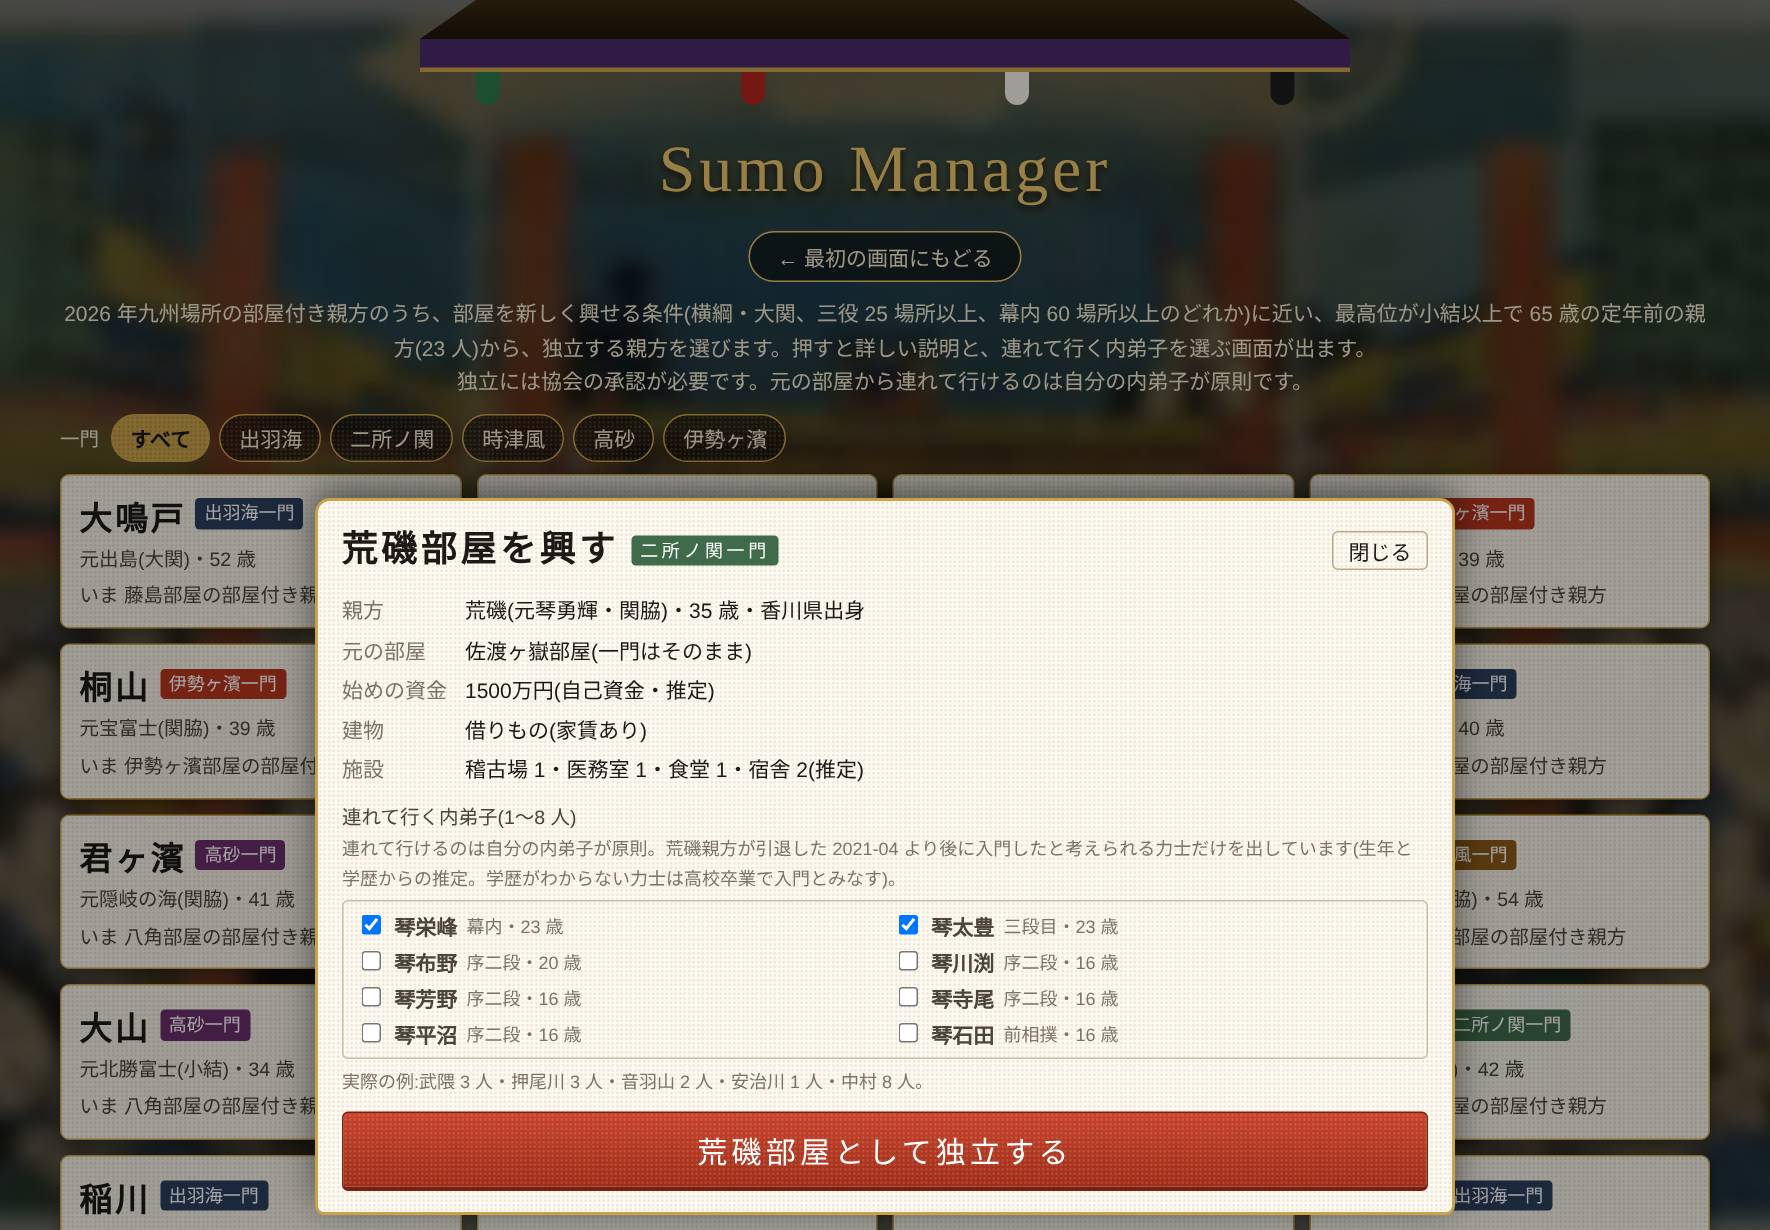 Sumo Manager
← 最初の画面にもどる
2026 年九州場所の部屋付き親方のうち、部屋を新しく興せる条件(横綱・大関、三役 25 場所以上、幕内 60 場所以上のどれか)に近い、最高位が小結以上で 65 歳の定年前の親
方(23 人)から、独立する親方を選びます。押すと詳しい説明と、連れて行く内弟子を選ぶ画面が出ます。
独立には協会の承認が必要です。元の部屋から連れて行けるのは自分の内弟子が原則です。
一門 すべて 出羽海 二所ノ関 時津風 高砂 伊勢ヶ濱
大鳴戸 出羽海一門
元出島(大関)・52 歳
いま 藤島部屋の部屋付き親
桐山 伊勢ヶ濱一門
元宝富士(関脇)・39 歳
いま 伊勢ヶ濱部屋の部屋付
君ヶ濱 高砂一門
元隠岐の海(関脇)・41 歳
いま 八角部屋の部屋付き親
大山 高砂一門
元北勝富士(小結)・34 歳
いま 八角部屋の部屋付き親
稲川 出羽海一門
荒磯部屋を興す 二所ノ関一門
閉じる
親方 荒磯(元琴勇輝・関脇)・35 歳・香川県出身
元の部屋 佐渡ヶ嶽部屋(一門はそのまま)
始めの資金 1500万円(自己資金・推定)
建物 借りもの(家賃あり)
施設 稽古場 1・医務室 1・食堂 1・宿舎 2(推定)
連れて行く内弟子(1〜8 人)
連れて行けるのは自分の内弟子が原則。荒磯親方が引退した 2021-04 より後に入門したと考えられる力士だけを出しています(生年と
学歴からの推定。学歴がわからない力士は高校卒業で入門とみなす)。
琴栄峰 幕内・23 歳
琴太豊 三段目・23 歳
琴布野 序二段・20 歳
琴川渕 序二段・16 歳
琴芳野 序二段・16 歳
琴寺尾 序二段・16 歳
琴平沼 序二段・16 歳
琴石田 前相撲・16 歳
実際の例:武隈 3 人・押尾川 3 人・音羽山 2 人・安治川 1 人・中村 8 人。
荒磯部屋として独立する
ヶ濱一門
39 歳
屋の部屋付き親方
海一門
40 歳
屋の部屋付き親方
風一門
脇)・54 歳
部屋の部屋付き親方
二所ノ関一門
)・42 歳
屋の部屋付き親方
出羽海一門